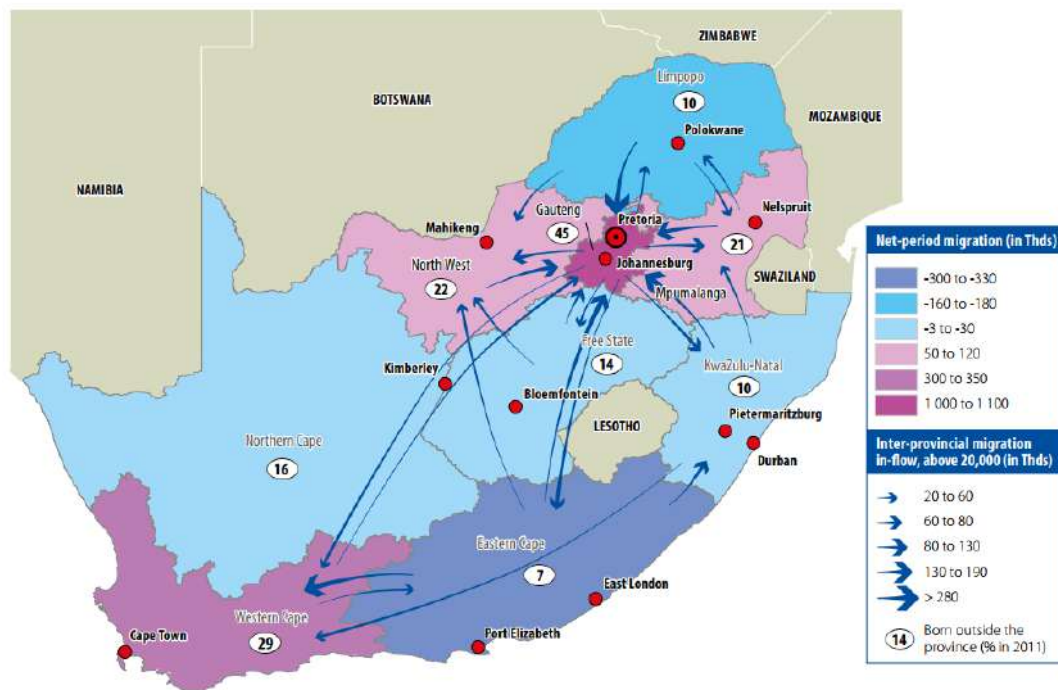 ZIMBABWE
Limpopo
10
BOTSWANA
Polokwane
MOZAMBIQUE
NAMIBIA
Nelspruit
Gauteng
Pretoria
Mahikeng
45
21
Johannesburg
North West
SWAZILAND
22
Mpumalanga
Free State
14
KwaZulu-Natal
10
Kimberley
Bloemfontein
Pietermaritzburg
LESOTHO
Durban
Northern Cape
16
Eastern Cape
7
East London
Western Cape
29
Cape Town
Port Elizabeth
Net-period migration (in Thds)
-300 to -330
-160 to -180
-3 to -30
50 to 120
300 to 350
1 000 to 1 100
Inter-provincial migration
in-flow, above 20,000 (in Thds)
20 to 60
60 to 80
80 to 130
130 to 190
> 280
14 Born outside the
province (% in 2011)